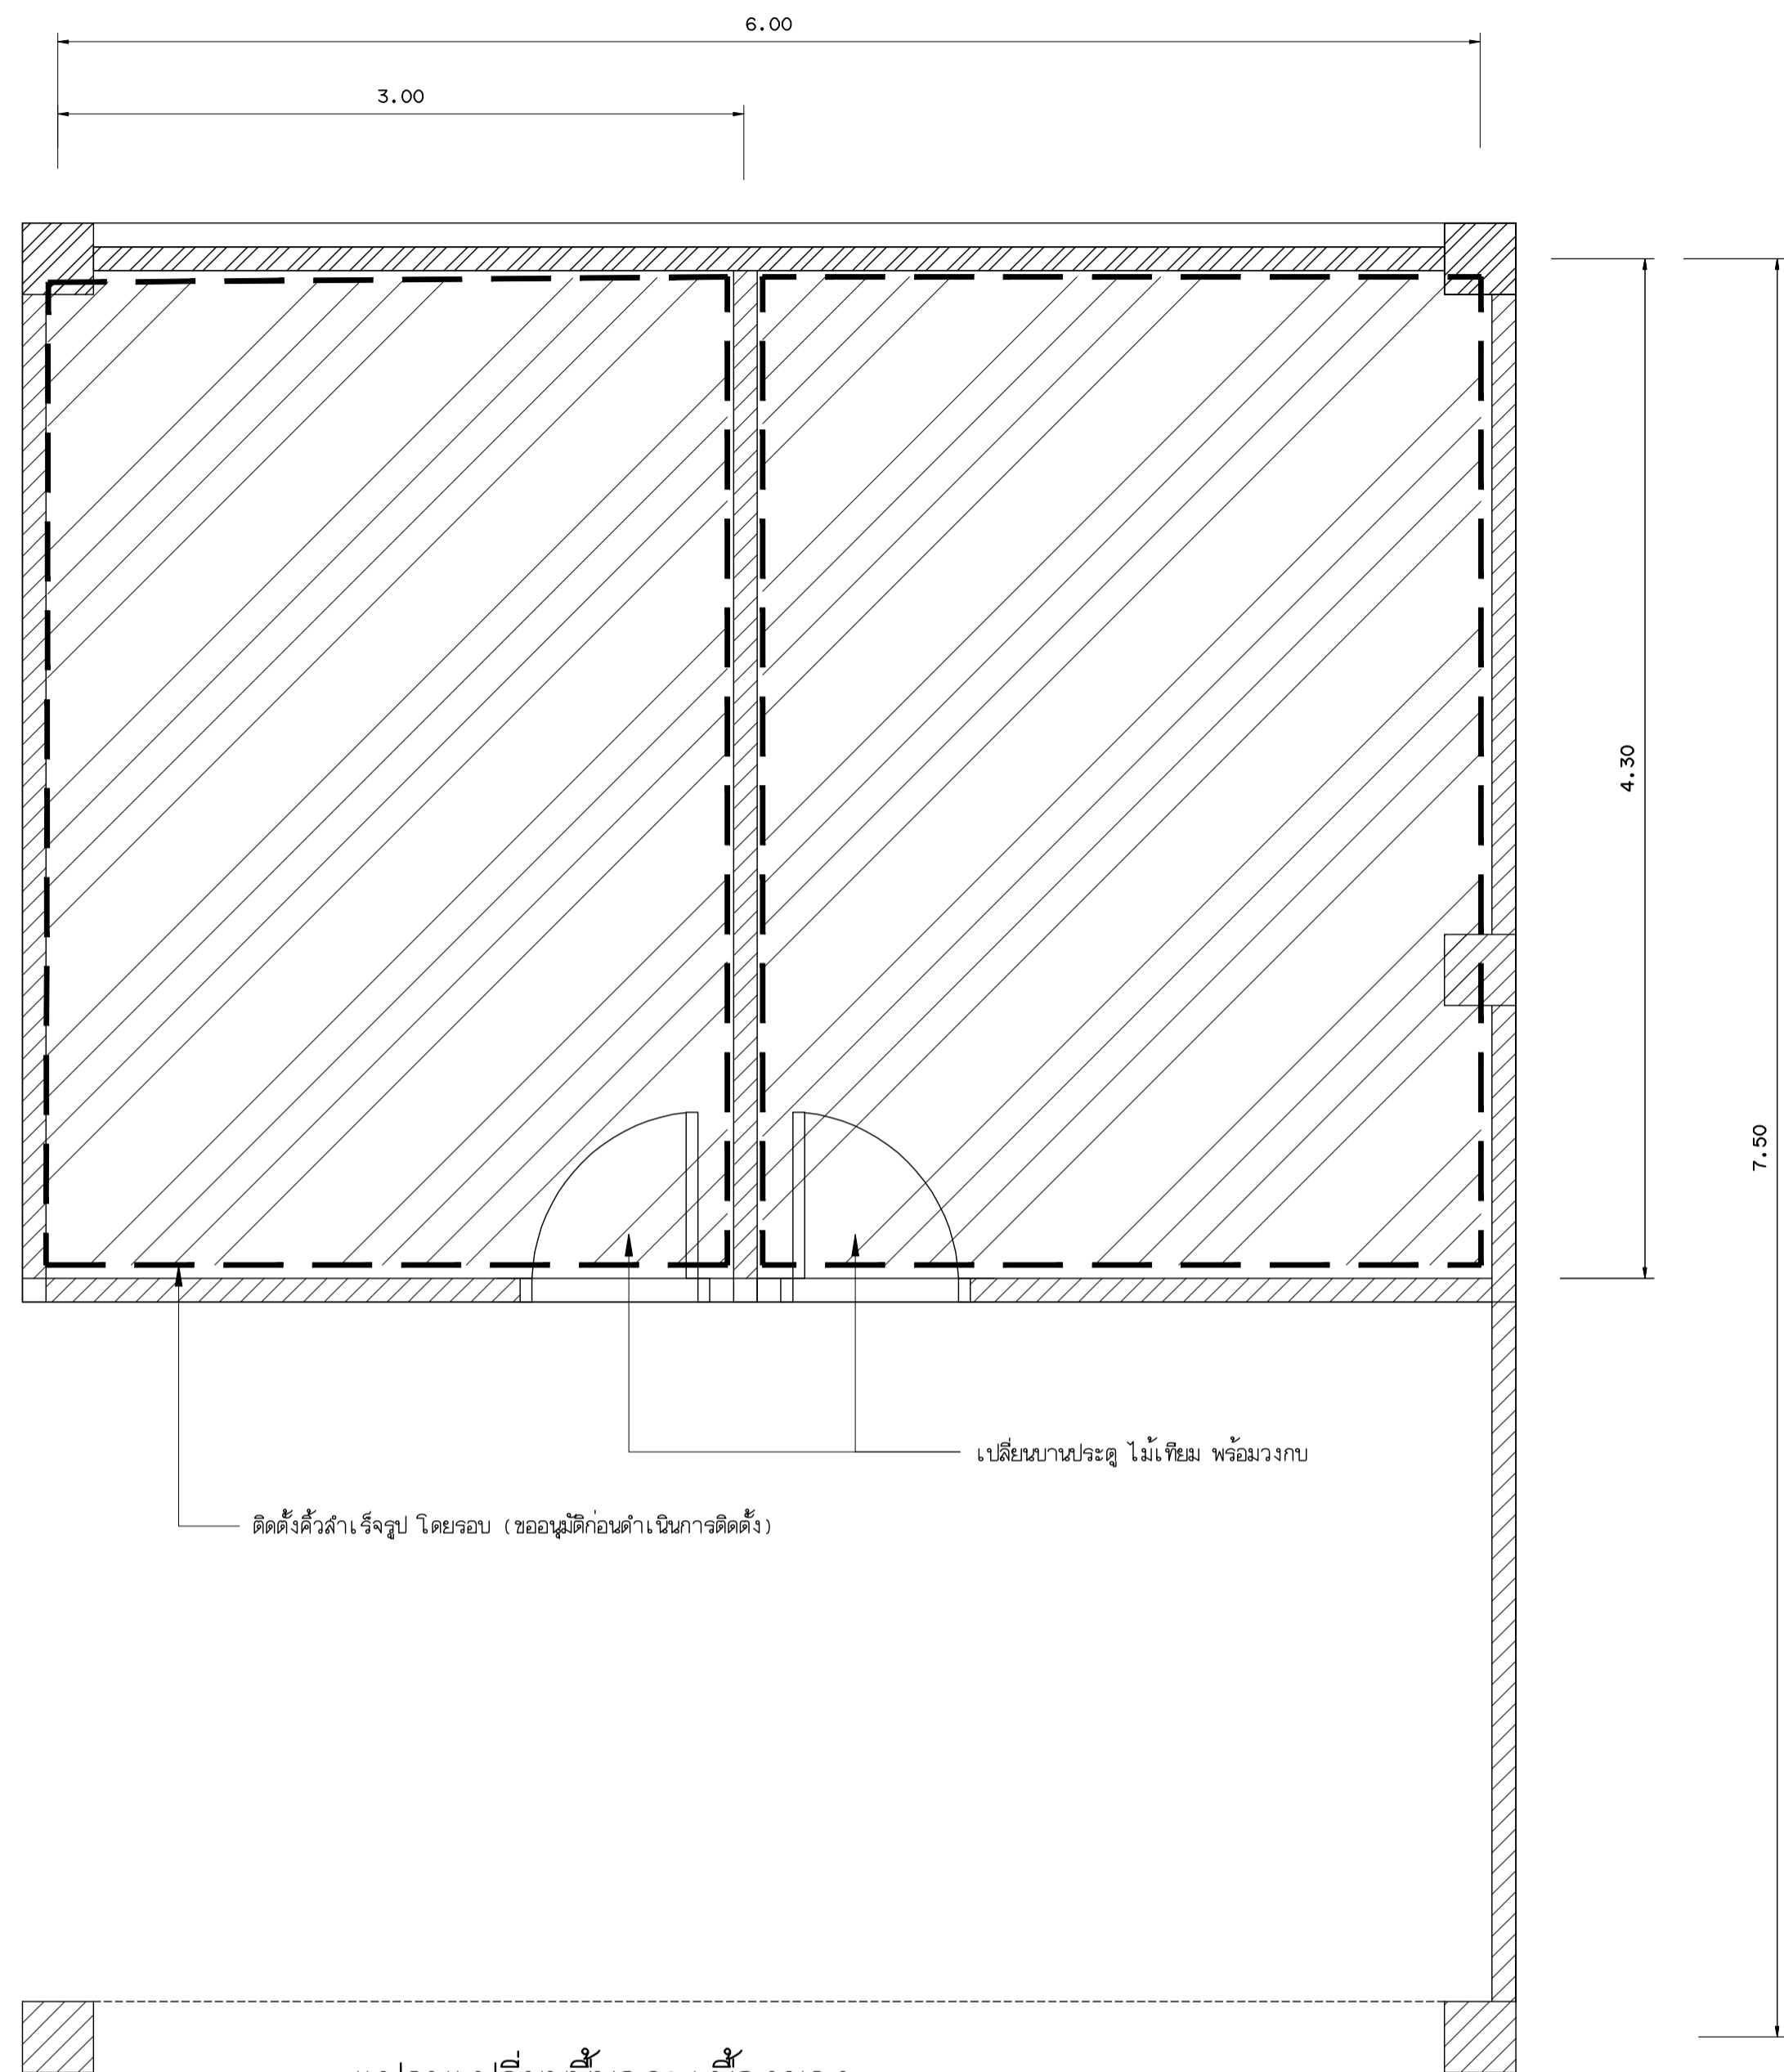 6.00
3.00
4.30
7.50
เปลี่ยนบานประตู ไม้เทียม พร้อมวงกบ
ติดตั้งคิ้วสำเร็จรูป โดยรอบ (ขออนุมัติก่อนดำเนินการติดตั้ง)